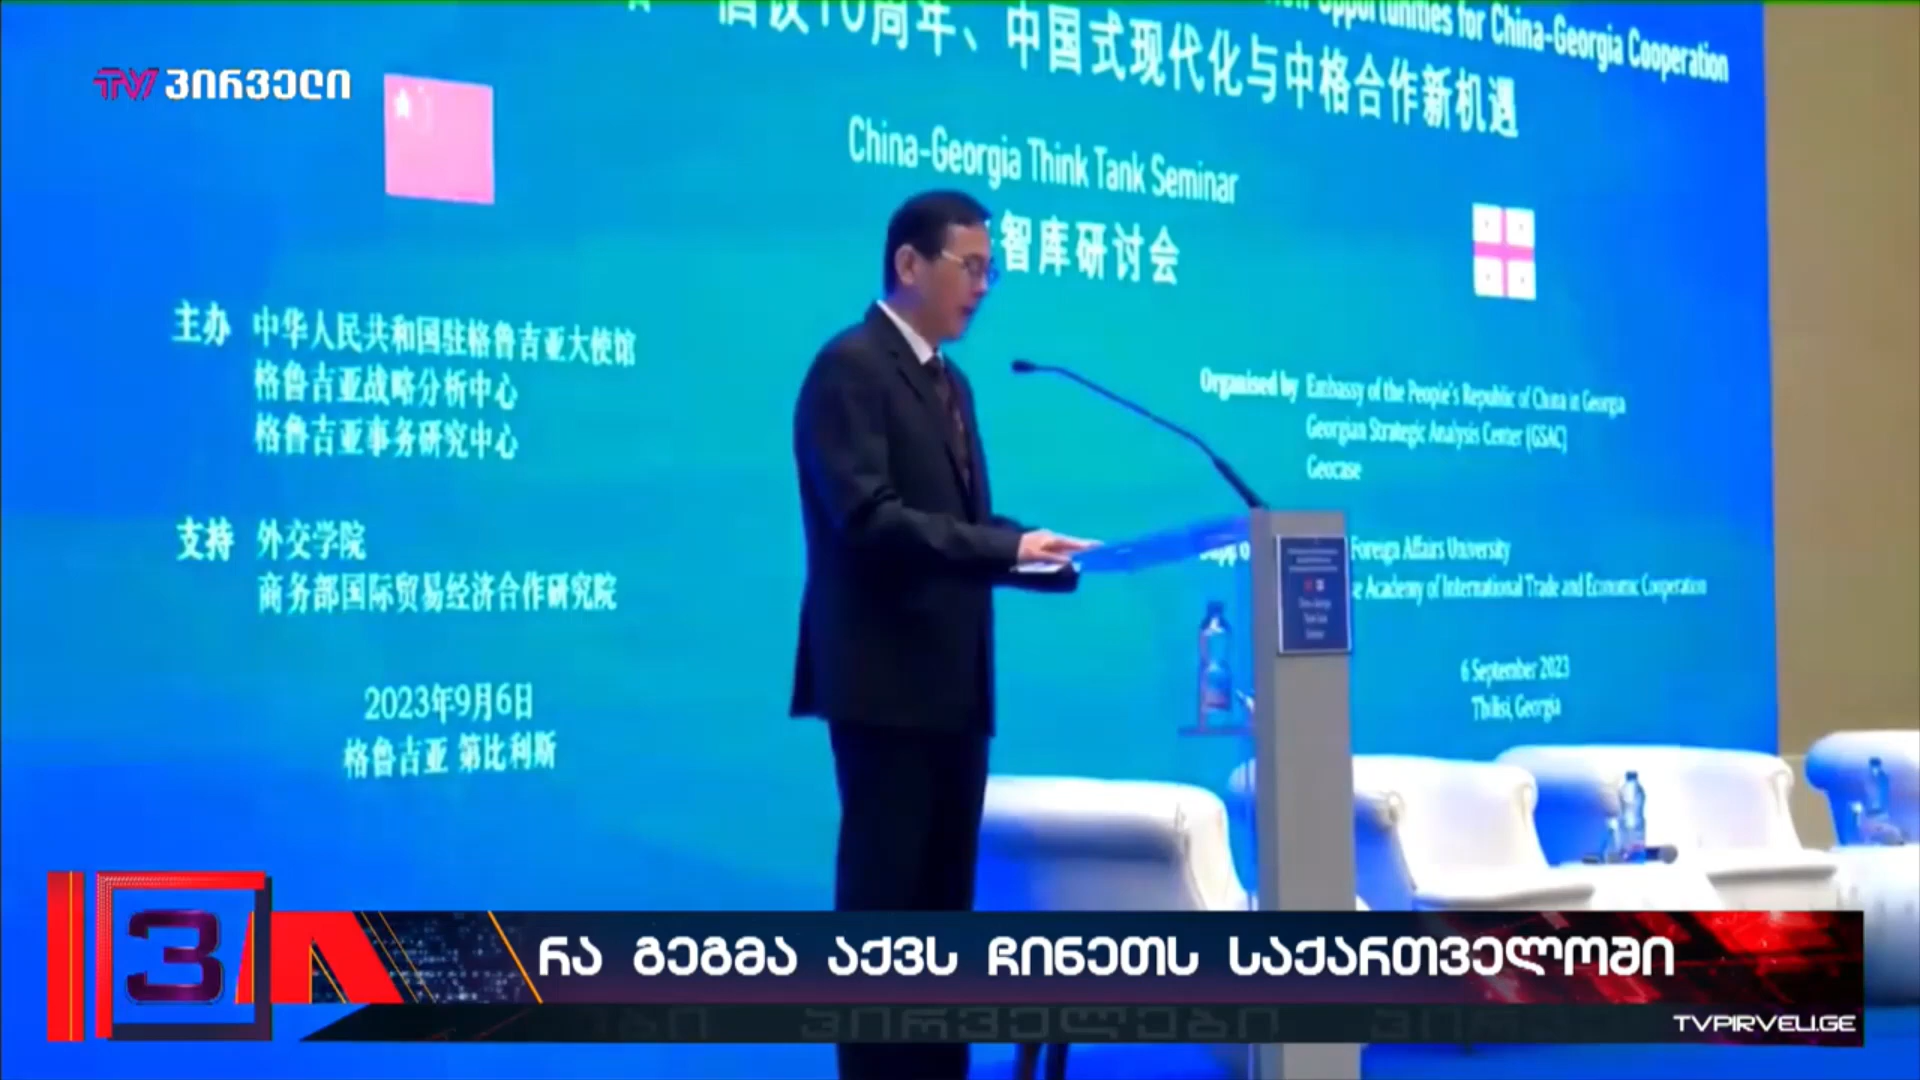 TV ᲞᲘᲠᲕᲔᲚᲘ
Opportunities for China-Georgia Cooperation
倡议10周年、中国式现代化与中格合作新机遇
China-Georgia Think Tank Seminar
智库研讨会
主办 中华人民共和国驻格鲁吉亚大使馆
格鲁吉亚战略分析中心
格鲁吉亚事务研究中心
Organised by Embassy of the People's Republic of China in Georgia
Georgian Strategic Analysis Center (GSAC)
Geocase
支持 外交学院
商务部国际贸易经济合作研究院
Foreign Affairs University
Academy of International Trade and Economic Cooperation
2023年9月6日
格鲁吉亚 第比利斯
6 September 2023
Tbilisi, Georgia
ᲠᲐ ᲒᲔᲒᲛᲐ ᲐᲥᲕᲡ ᲩᲘᲜᲔᲗᲡ ᲡᲐᲥᲐᲠᲗᲕᲔᲚᲝᲨᲘ
ᲞᲘᲠᲕᲔᲚᲔᲑᲘ
TVPIRVELI.GE